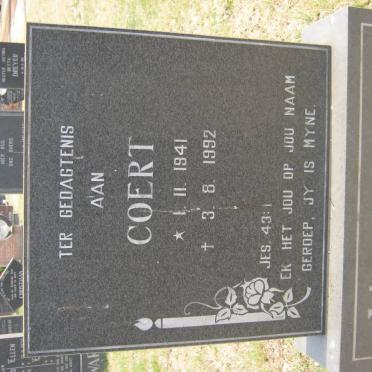 TER GEDAGTENIS
AAN
COERT
★ 1. 11. 1941
† 3. 8. 1992
JES. 43:1
EK HET JOU OP JOU NAAM
GEROEP, JY IS MYNE.